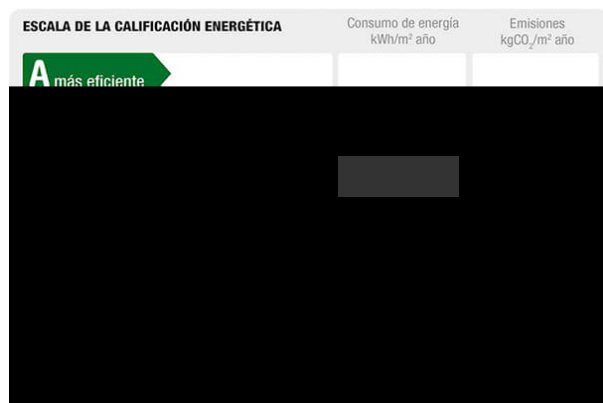 ESCALA DE LA CALIFICACIÓN ENERGÉTICA
Consumo de energía
kWh/m² año
Emisiones
kgCO₂/m² año
A más eficiente